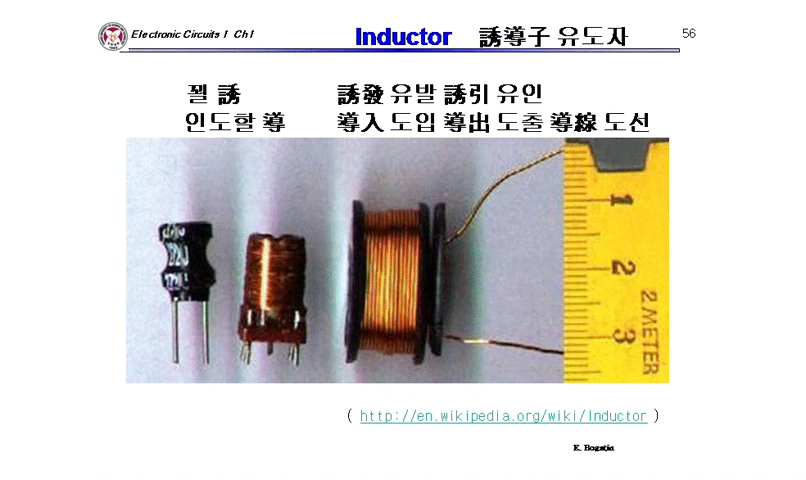 Electronic Circuits 1 Ch1
Inductor 誘導子 유도자
56
꾈 誘 誘發 유발 誘引 유인
인도할 導 導入 도입 導出 도출 導線 도선
1
2
3
2 METER
( http://en.wikipedia.org/wiki/Inductor )
E. Bogatin